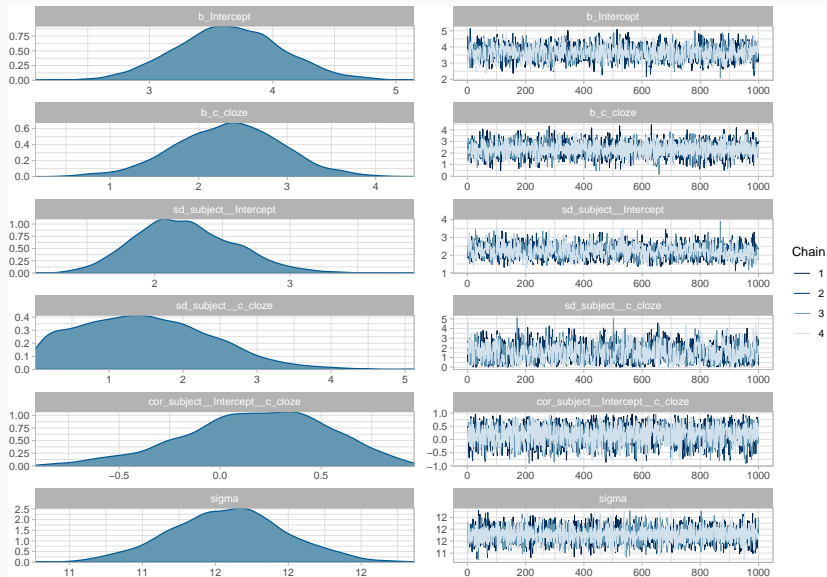 b_Intercept
0.75
0.50
0.25
0.00
3 4 5
b_Intercept
5
4
3
2
0 200 400 600 800 1000
b_c_cloze
0.6
0.4
0.2
0.0
1 2 3 4
b_c_cloze
4
3
2
1
0
0 200 400 600 800 1000
sd_subject__Intercept
1.00
0.75
0.50
0.25
0.00
2 3
sd_subject__Intercept
4
3
2
1
0 200 400 600 800 1000
sd_subject__c_cloze
0.4
0.3
0.2
0.1
0.0
1 2 3 4 5
sd_subject__c_cloze
5
4
3
2
1
0
0 200 400 600 800 1000
cor_subject__Intercept__c_cloze
1.00
0.75
0.50
0.25
0.00
−0.5 0.0 0.5
cor_subject__Intercept__c_cloze
1.0
0.5
0.0
−0.5
−1.0
0 200 400 600 800 1000
sigma
2.5
2.0
1.5
1.0
0.5
0.0
11 11 12 12 12
sigma
12
12
12
11
0 200 400 600 800 1000
Chain
1
2
3
4